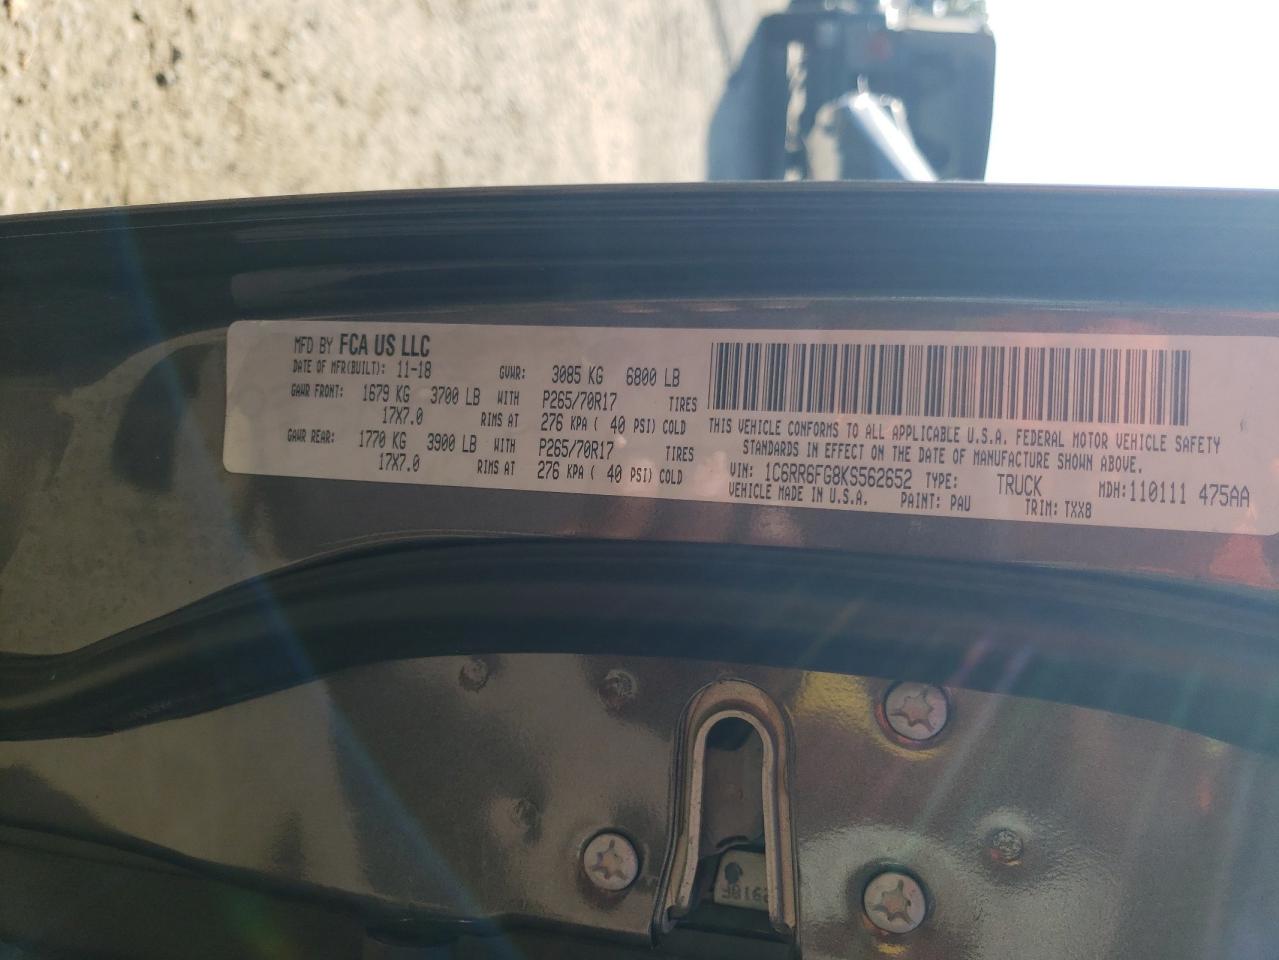 MFD BY FCA US LLC
DATE OF MFR(BUILT): 11-18 GVWR: 3085 KG 6800 LB
GAWR FRONT: 1679 KG 3700 LB WITH P265/70R17 TIRES
17X7.0 RIMS AT 276 KPA ( 40 PSI) COLD
GAWR REAR: 1770 KG 3900 LB WITH P265/70R17 TIRES
17X7.0 RIMS AT 276 KPA ( 40 PSI) COLD
THIS VEHICLE CONFORMS TO ALL APPLICABLE U.S.A. FEDERAL MOTOR VEHICLE SAFETY
STANDARDS IN EFFECT ON THE DATE OF MANUFACTURE SHOWN ABOVE.
VIN: 1C6RR6FG8KS562652 TYPE: TRUCK MDH:110111 475AA
VEHICLE MADE IN U.S.A. PAINT: PAU TRIM: TXX8